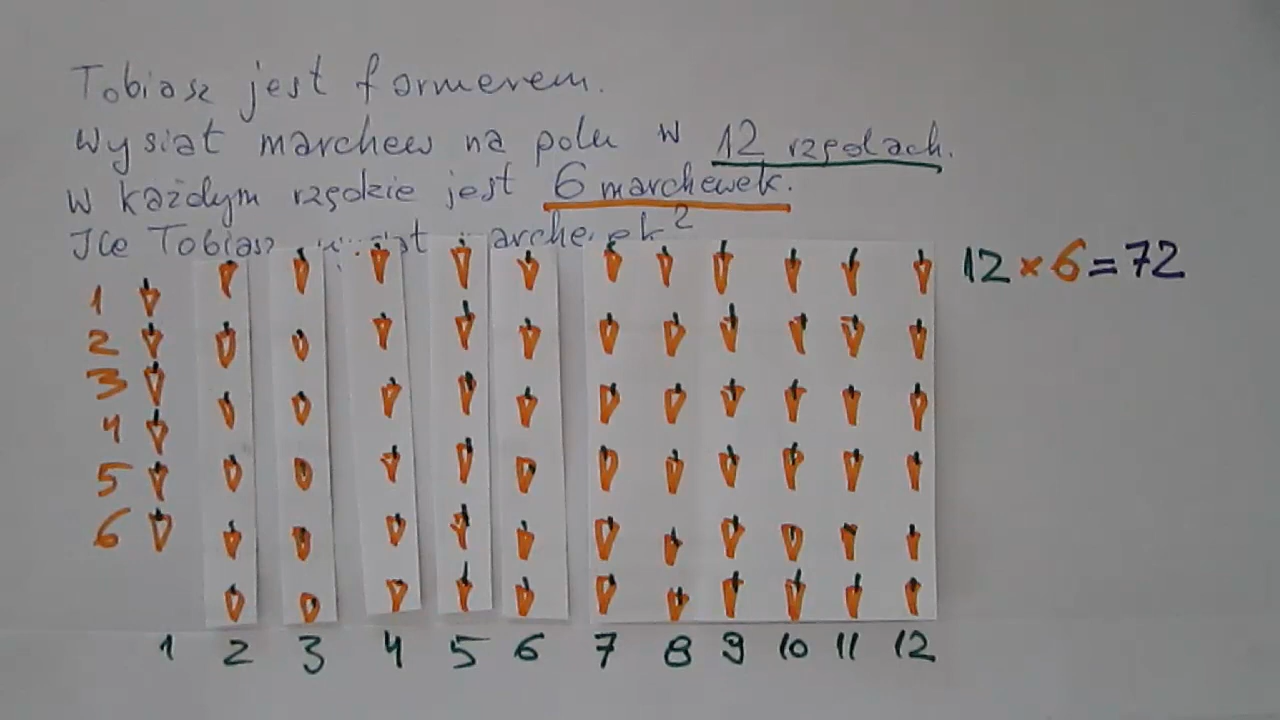 Tobiasz jest farmerem.
Wysiał marchew na polu w 12 rzędach.
W każdym rzędzie jest 6 marchewek.
Ile Tobiasz
12 × 6 = 72
1
2
3
4
5
6
1 2 3 4 5 6 7 8 9 10 11 12